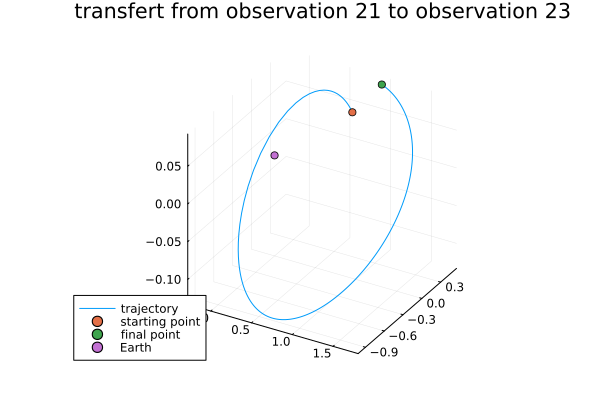 transfert from observation 21 to observation 23
0.05
0.00
−0.05
−0.10
0.5
1.0
1.5
0.3
0.0
−0.3
−0.6
−0.9
trajectory
starting point
final point
Earth